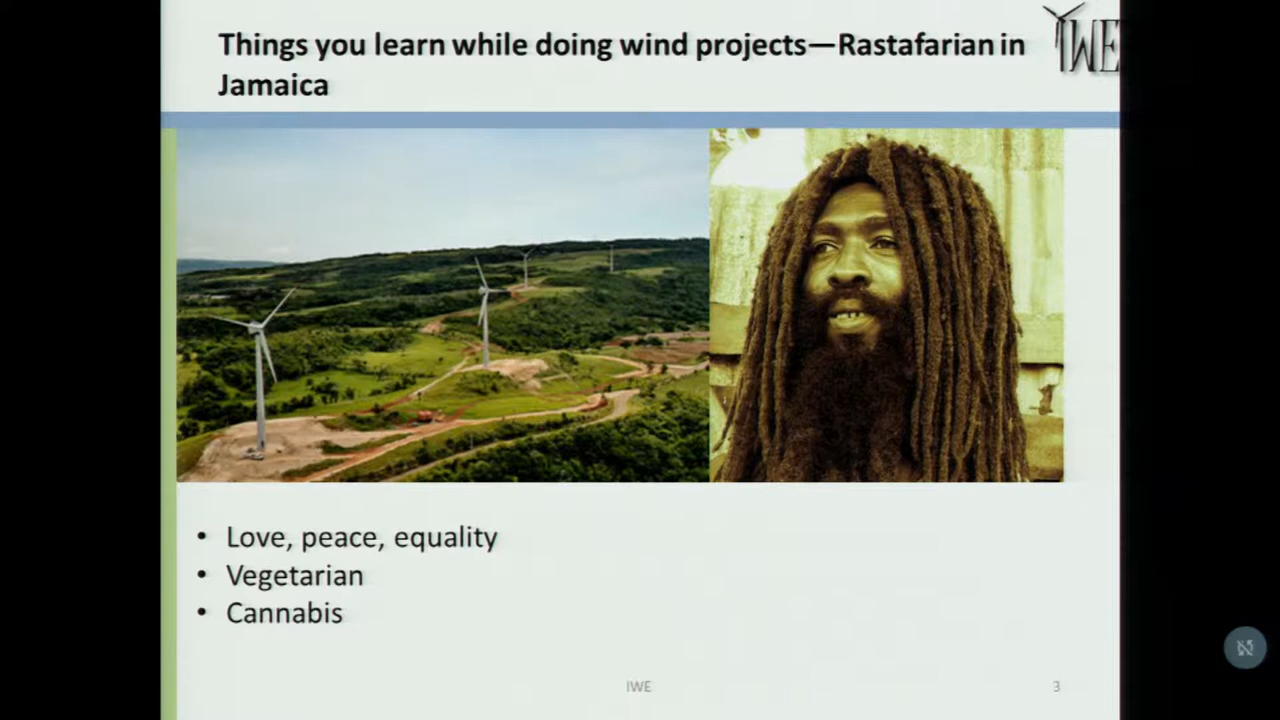 Things you learn while doing wind projects—Rastafarian in
Jamaica
IWE
• Love, peace, equality
• Vegetarian
• Cannabis
IWE
3